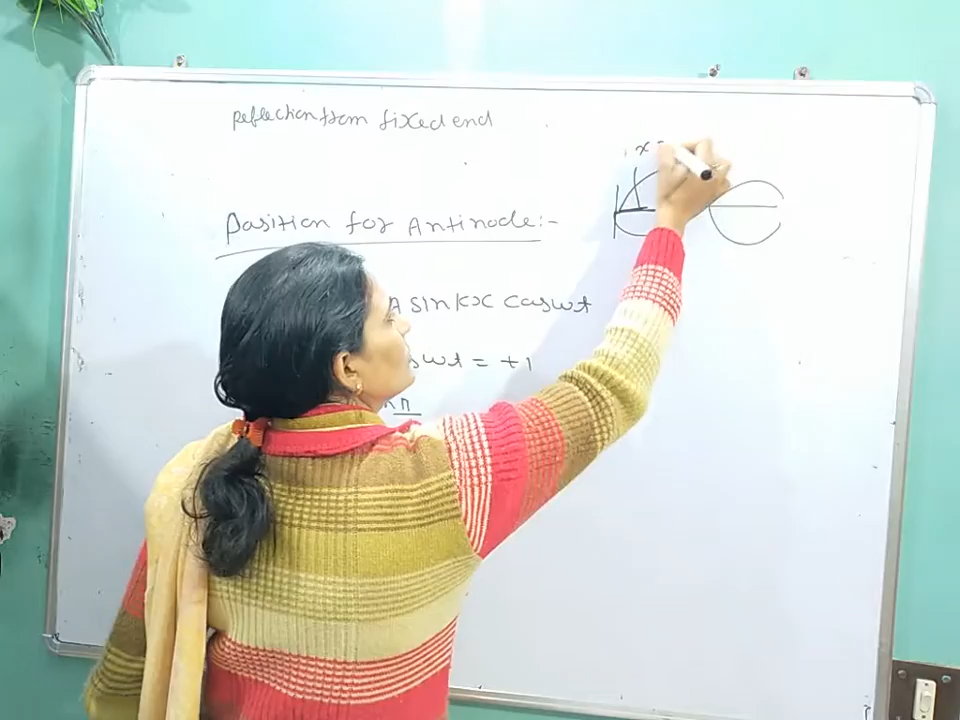 reflection from fixed end
x =
Position for Antinode:-
A sin kx coswt
swt = +1